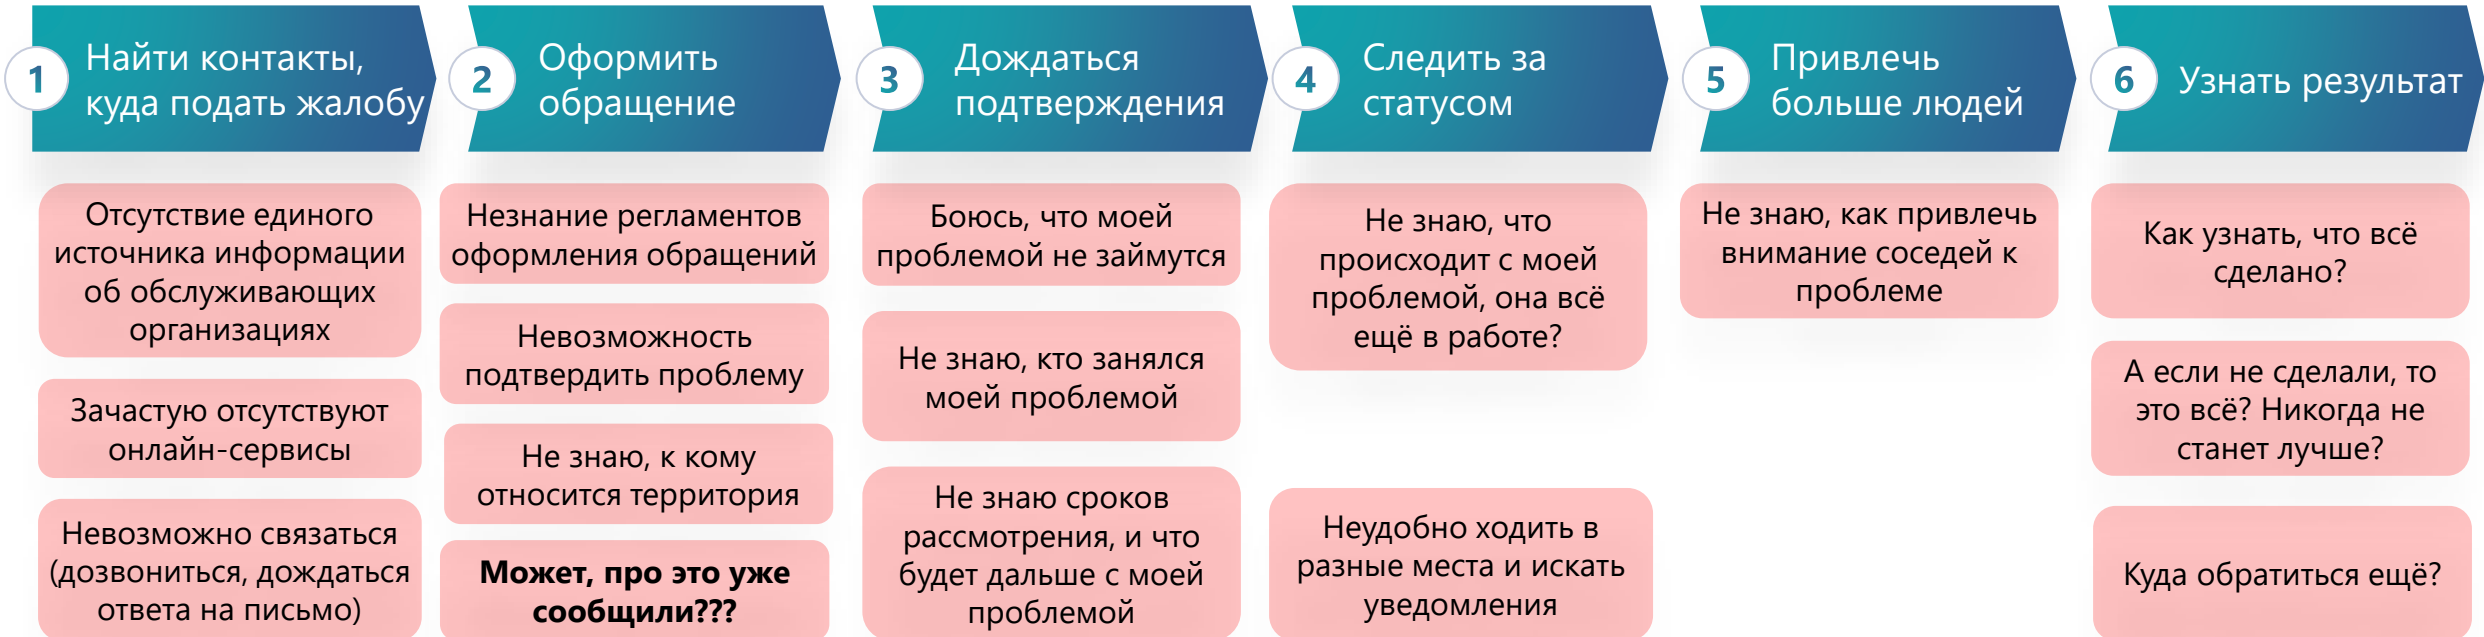 1
Найти контакты,
куда подать жалобу
2
Оформить
обращение
3
Дождаться
подтверждения
4
Следить за
статусом
5
Привлечь
больше людей
6
Узнать результат
Отсутствие единого
источника информации
об обслуживающих
организациях
Зачастую отсутствуют
онлайн-сервисы
Невозможно связаться
(дозвониться, дождаться
ответа на письмо)
Незнание регламентов
оформления обращений
Невозможность
подтвердить проблему
Не знаю, к кому
относится территория
Может, про это уже
сообщили???
Боюсь, что моей
проблемой не займутся
Не знаю, кто занялся
моей проблемой
Не знаю сроков
рассмотрения, и что
будет дальше с моей
проблемой
Не знаю, что
происходит с моей
проблемой, она всё
ещё в работе?
Неудобно ходить в
разные места и искать
уведомления
Не знаю, как привлечь
внимание соседей к
проблеме
Как узнать, что всё
сделано?
А если не сделали, то
это всё? Никогда не
станет лучше?
Куда обратиться ещё?